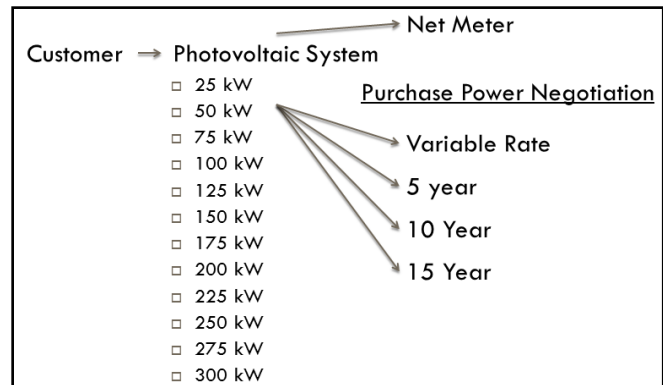 Net Meter
Customer → Photovoltaic System
□ 25 kW
□ 50 kW
□ 75 kW
□ 100 kW
□ 125 kW
□ 150 kW
□ 175 kW
□ 200 kW
□ 225 kW
□ 250 kW
□ 275 kW
□ 300 kW
Purchase Power Negotiation
Variable Rate
5 year
10 Year
15 Year